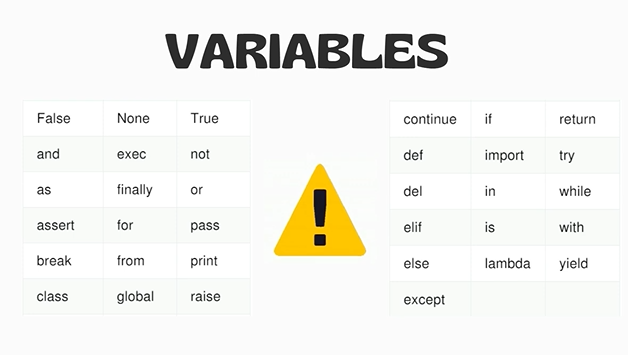 VARIABLES
False None True
and exec not
as finally or
assert for pass
break from print
class global raise
!
continue if return
def import try
del in while
elif is with
else lambda yield
except